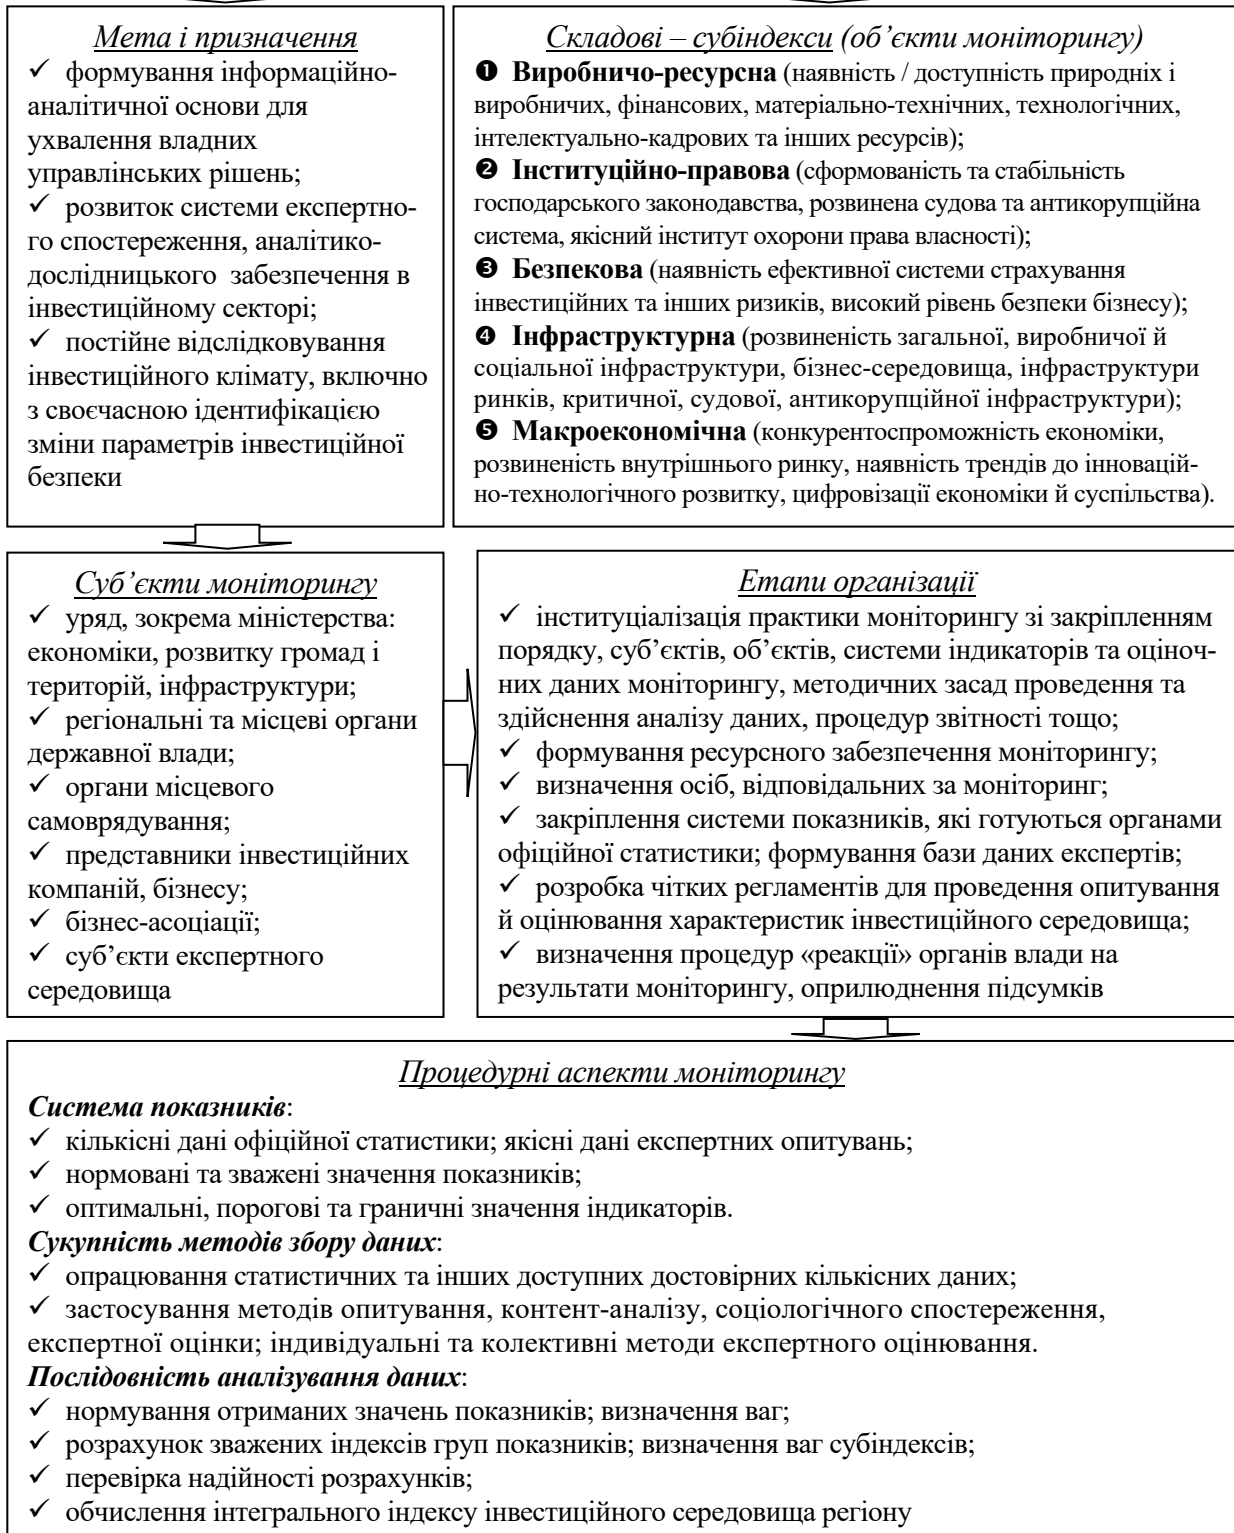 Мета і призначення
✓ формування інформаційно-
аналітичної основи для
ухвалення владних
управлінських рішень;
✓ розвиток системи експертно-
го спостереження, аналітико-
дослідницького забезпечення в
інвестиційному секторі;
✓ постійне відслідковування
інвестиційного клімату, включно
з своєчасною ідентифікацією
зміни параметрів інвестиційної
безпеки
Складові – субіндекси (об’єкти моніторингу)
❶ Виробничо-ресурсна (наявність / доступність природніх і
виробничих, фінансових, матеріально-технічних, технологічних,
інтелектуально-кадрових та інших ресурсів);
❷ Інституційно-правова (сформованість та стабільність
господарського законодавства, розвинена судова та антикорупційна
система, якісний інститут охорони права власності);
❸ Безпекова (наявність ефективної системи страхування
інвестиційних та інших ризиків, високий рівень безпеки бізнесу);
❹ Інфраструктурна (розвиненість загальної, виробничої й
соціальної інфраструктури, бізнес-середовища, інфраструктури
ринків, критичної, судової, антикорупційної інфраструктури);
❺ Макроекономічна (конкурентоспроможність економіки,
розвиненість внутрішнього ринку, наявність трендів до інновацій-
но-технологічного розвитку, цифровізації економіки й суспільства).
Суб’єкти моніторингу
✓ уряд, зокрема міністерства:
економіки, розвитку громад і
територій, інфраструктури;
✓ регіональні та місцеві органи
державної влади;
✓ органи місцевого
самоврядування;
✓ представники інвестиційних
компаній, бізнесу;
✓ бізнес-асоціації;
✓ суб’єкти експертного
середовища
Етапи організації
✓ інституціалізація практики моніторингу зі закріпленням
порядку, суб’єктів, об’єктів, системи індикаторів та оціноч-
них даних моніторингу, методичних засад проведення та
здійснення аналізу даних, процедур звітності тощо;
✓ формування ресурсного забезпечення моніторингу;
✓ визначення осіб, відповідальних за моніторинг;
✓ закріплення системи показників, які готуються органами
офіційної статистики; формування бази даних експертів;
✓ розробка чітких регламентів для проведення опитування
й оцінювання характеристик інвестиційного середовища;
✓ визначення процедур «реакції» органів влади на
результати моніторингу, оприлюднення підсумків
Процедурні аспекти моніторингу
Система показників:
✓ кількісні дані офіційної статистики; якісні дані експертних опитувань;
✓ нормовані та зважені значення показників;
✓ оптимальні, порогові та граничні значення індикаторів.
Сукупність методів збору даних:
✓ опрацювання статистичних та інших доступних достовірних кількісних даних;
✓ застосування методів опитування, контент-аналізу, соціологічного спостереження,
експертної оцінки; індивідуальні та колективні методи експертного оцінювання.
Послідовність аналізування даних:
✓ нормування отриманих значень показників; визначення ваг;
✓ розрахунок зважених індексів груп показників; визначення ваг субіндексів;
✓ перевірка надійності розрахунків;
✓ обчислення інтегрального індексу інвестиційного середовища регіону